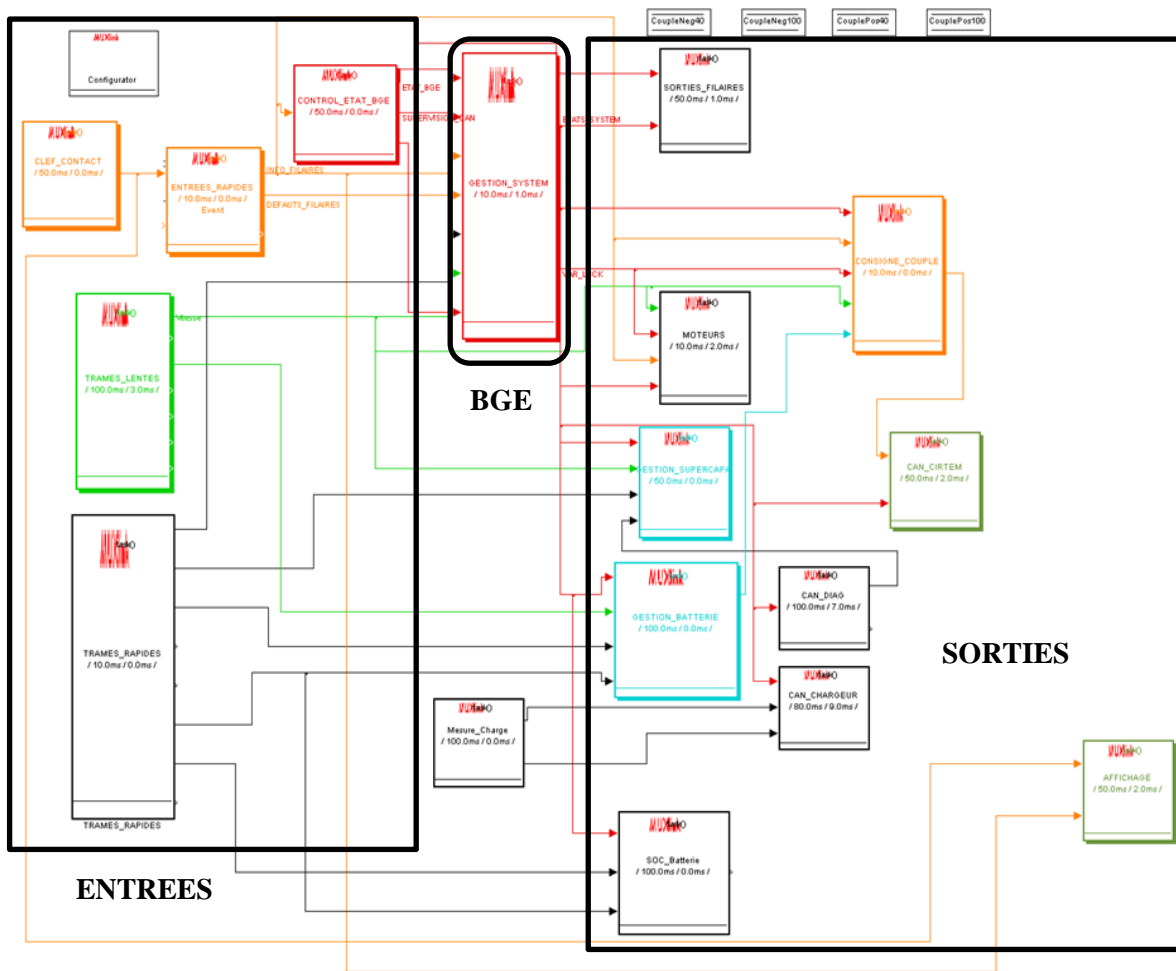 CoupleNeg40
CoupleNeg100
CouplePos40
CouplePos100
MUXlink
Configurator
CONTROL_ETAT_BGE
/ 50.0ms / 0.0ms /
ETAT_BGE
SUPERVISION_CAN
CLEF_CONTACT
/ 50.0ms / 0.0ms /
ENTREES_RAPIDES
/ 10.0ms / 0.0ms /
Event
INFO_FILAIRES
DEFAUTS_FILAIRES
GESTION_SYSTEM
/ 10.0ms / 1.0ms /
ETATS_SYSTEM
VAR_LOCK
BGE
SORTIES_FILAIRES
/ 50.0ms / 1.0ms /
CONSIGNE_COUPLE
/ 10.0ms / 0.0ms /
MOTEURS
/ 10.0ms / 2.0ms /
TRAMES_LENTES
/ 100.0ms / 3.0ms /
Vitesse
GESTION_SUPERCAPA
/ 50.0ms / 0.0ms /
CAN_CIRTEM
/ 50.0ms / 2.0ms /
MUXlink
GESTION_BATTERIE
/ 100.0ms / 0.0ms /
CAN_DIAG
/ 100.0ms / 7.0ms /
SORTIES
TRAMES_RAPIDES
/ 10.0ms / 0.0ms /
TRAMES_RAPIDES
Mesure_Charge
/ 100.0ms / 0.0ms /
CAN_CHARGEUR
/ 80.0ms / 9.0ms /
AFFICHAGE
/ 50.0ms / 2.0ms /
SOC_Batterie
/ 100.0ms / 0.0ms /
ENTREES